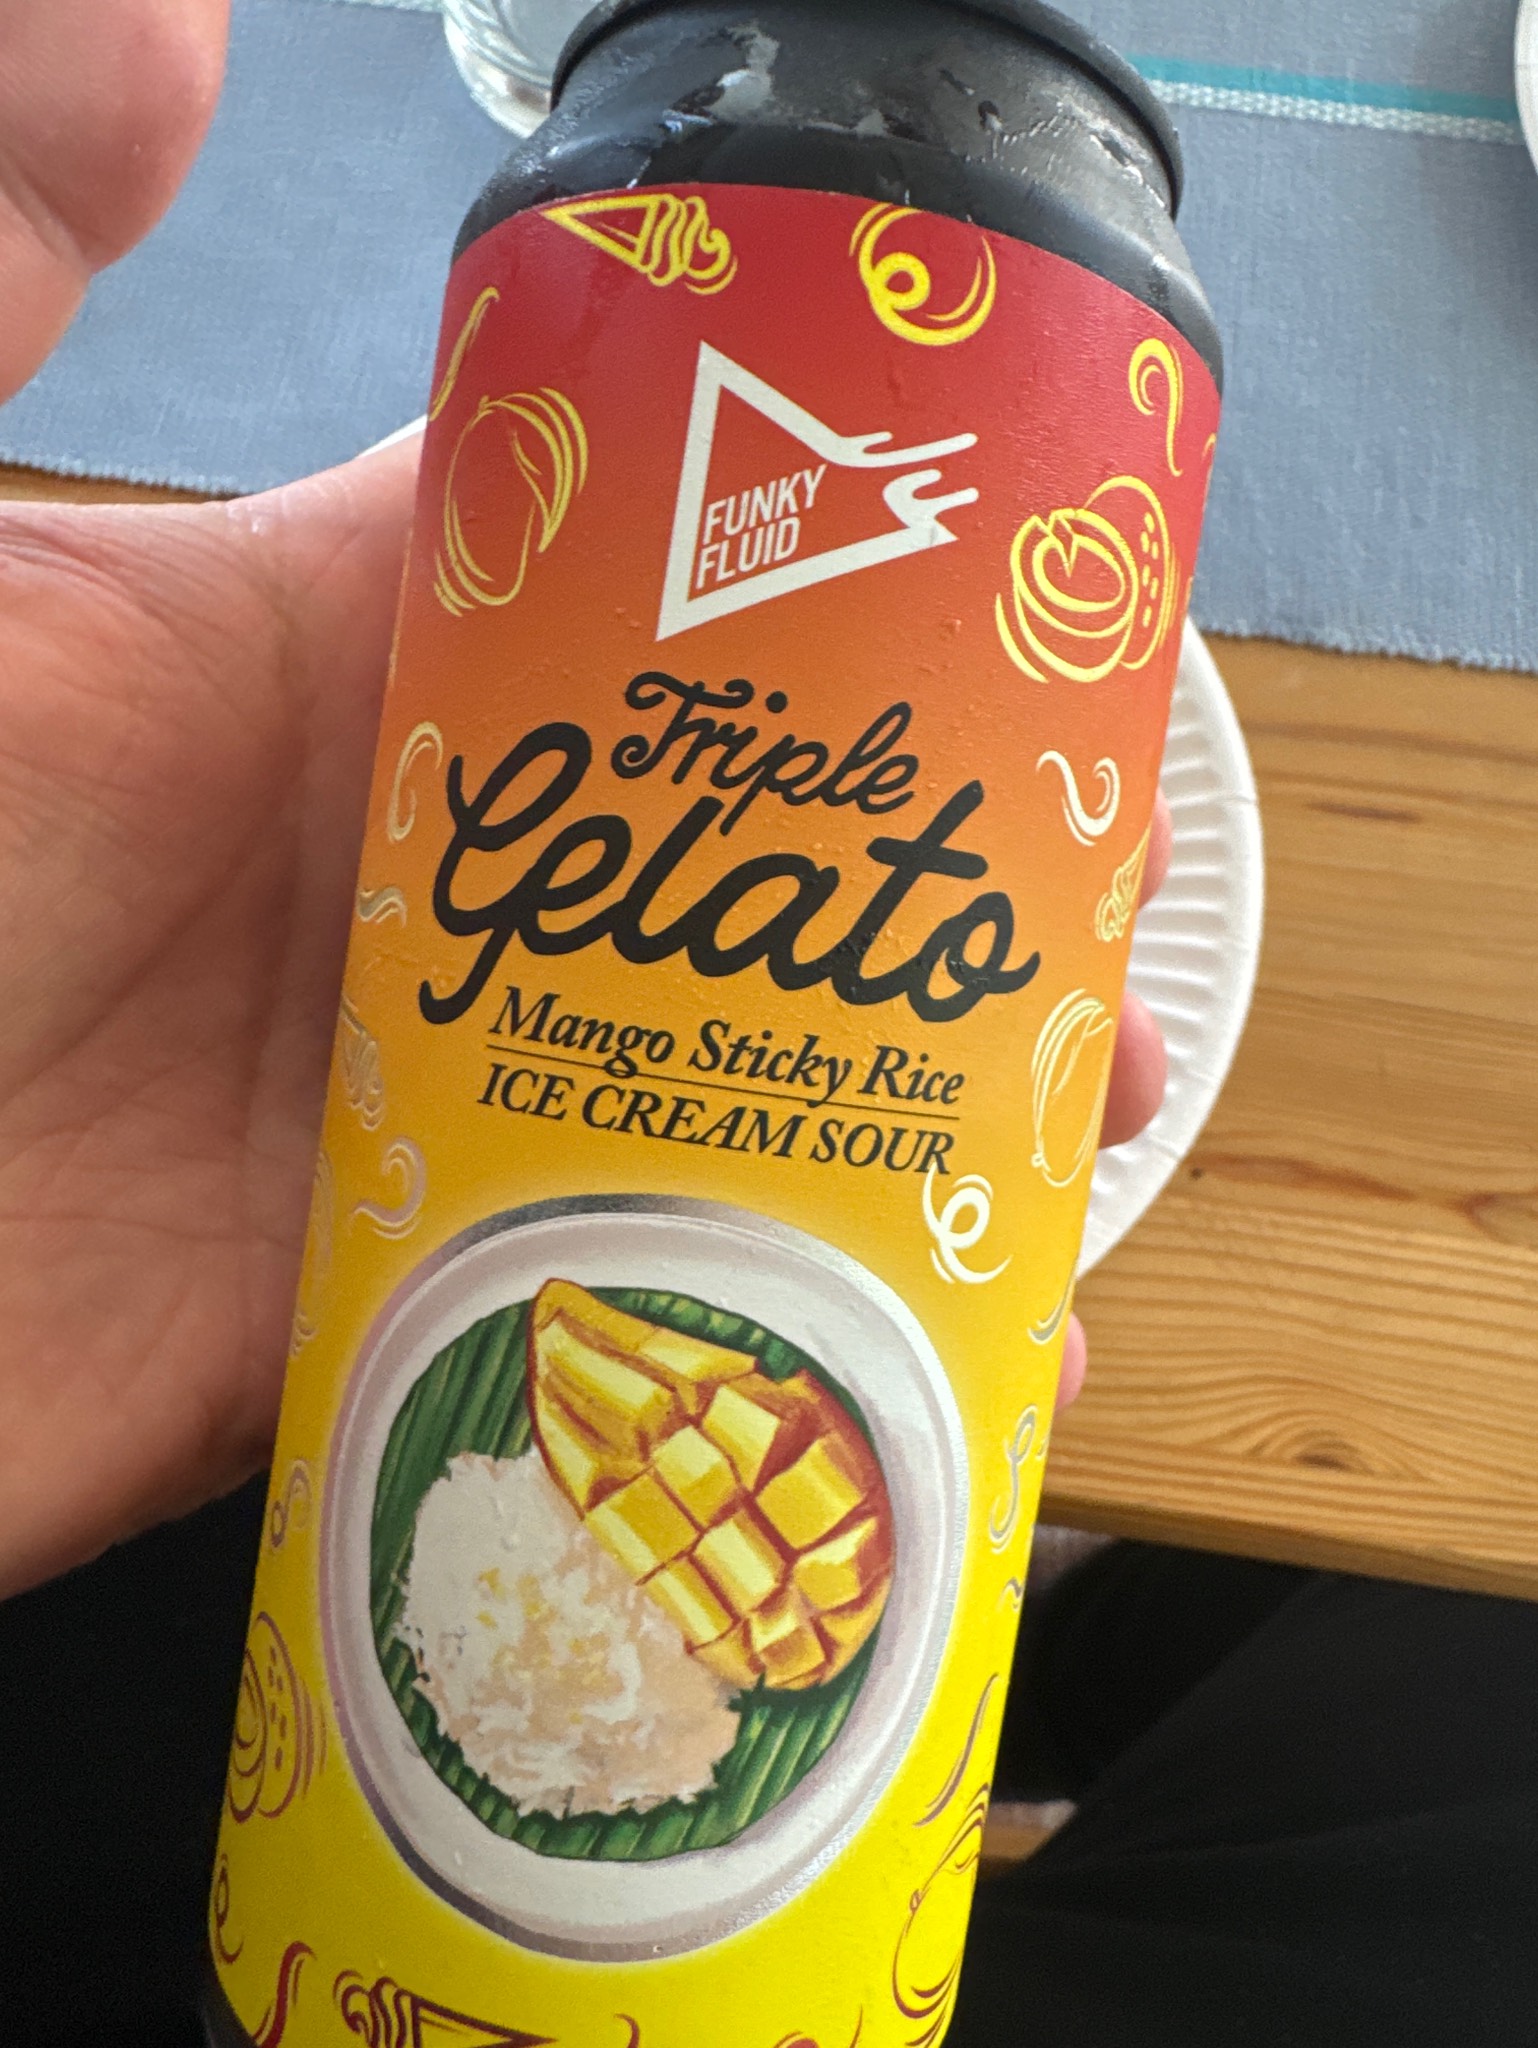 FUNKY
FLUID
Triple
Gelato
Mango Sticky Rice
ICE CREAM SOUR